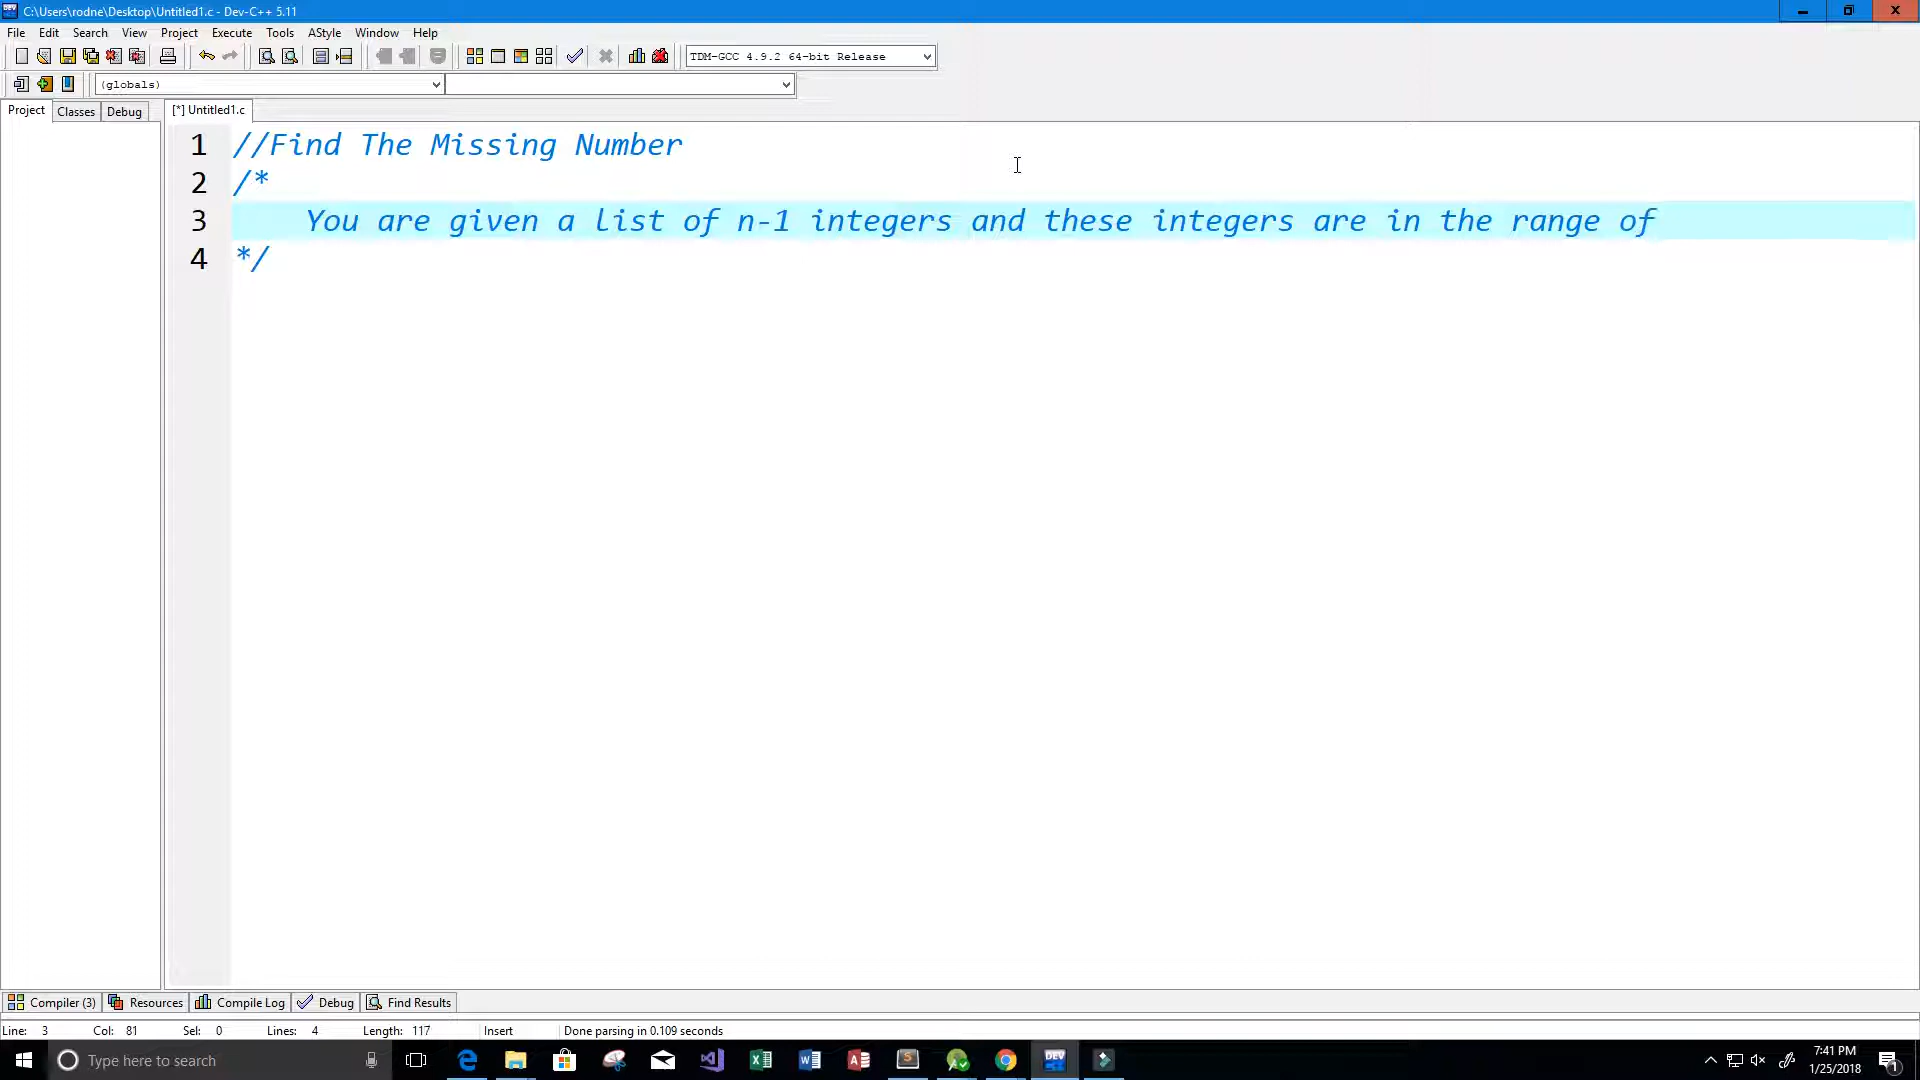 C:\Users\rodne\Desktop\Untitled1.c - Dev-C++ 5.11
File Edit Search View Project Execute Tools AStyle Window Help
TDM-GCC 4.9.2 64-bit Release
(globals)
Project Classes Debug [*] Untitled1.c
1 //Find The Missing Number
2 /*
3 You are given a list of n-1 integers and these integers are in the range of
4 */
Compiler (3) Resources Compile Log Debug Find Results
Line: 3 Col: 81 Sel: 0 Lines: 4 Length: 117 Insert Done parsing in 0.109 seconds
Type here to search
7:41 PM
1/25/2018